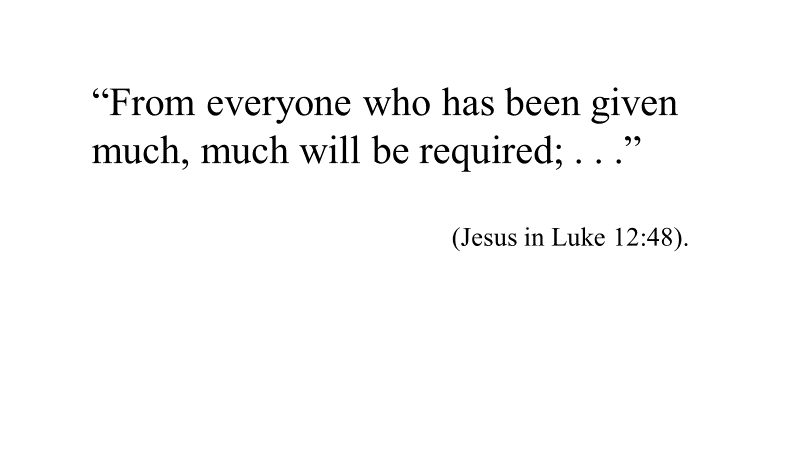 “From everyone who has been given
much, much will be required; . . .”
(Jesus in Luke 12:48).